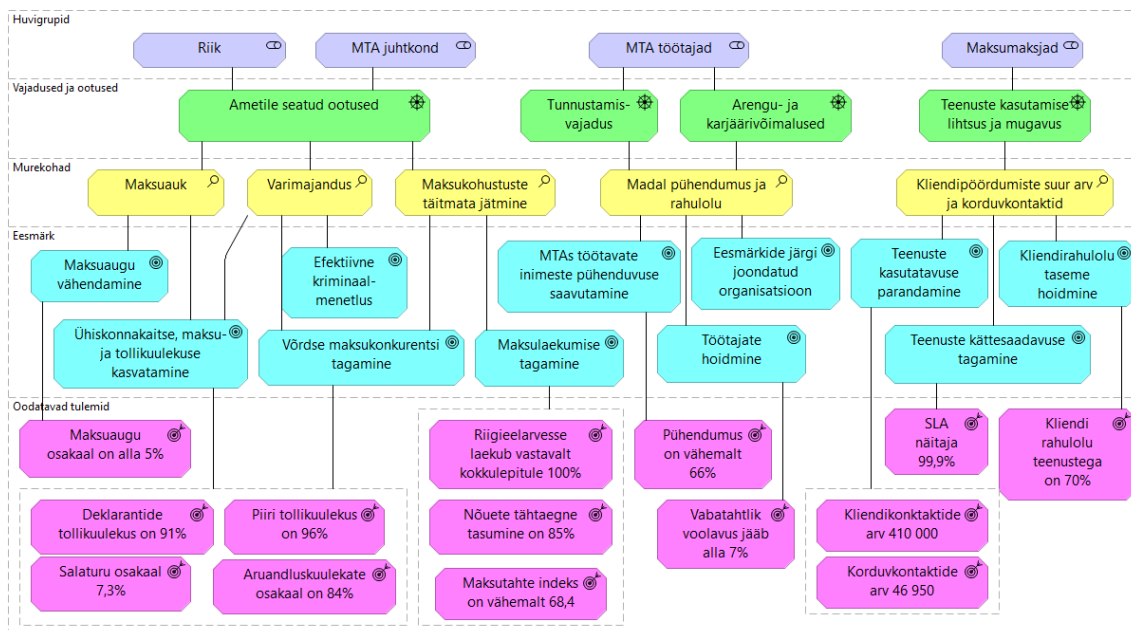 Huvigrupid
Riik
MTA juhtkond
MTA töötajad
Maksumaksjad
Vajadused ja ootused
Ametile seatud ootused
Tunnustamis-
vajadus
Arengu- ja
karjäärivõimalused
Teenuste kasutamise
lihtsus ja mugavus
Murekohad
Maksuauk
Varimajandus
Maksukohustuste
täitmata jätmine
Madal pühendumus ja
rahulolu
Kliendipöördumiste suur arv
ja korduvkontaktid
Eesmärk
Maksuaugu
vähendamine
Efektiivne
kriminaal-
menetlus
MTAs töötavate
inimeste pühenduvuse
saavutamine
Eesmärkide järgi
joondatud
organisatsioon
Teenuste
kasutatavuse
parandamine
Kliendirahulolu
taseme
hoidmine
Ühiskonnakaitse, maksu-
ja tollikuulekuse
kasvatamine
Võrdse maksukonkurentsi
tagamine
Maksulaekumise
tagamine
Töötajate
hoidmine
Teenuste kättesaadavuse
tagamine
Oodatavad tulemid
Maksuaugu
osakaal on alla 5%
Riigieelarvesse
laekub vastavalt
kokkulepitule 100%
Pühendumus
on vähemalt
66%
SLA
näitaja
99,9%
Kliendi
rahulolu
teenustega
on 70%
Deklarantide
tollikuulekus on 91%
Piiri tollikuulekus
on 96%
Nõuete tähtaegne
tasumine on 85%
Vabatahtlik
voolavus jääb
alla 7%
Kliendikonktaktide
arv 410 000
Salaturu osakaal
7,3%
Aruandluskuulekate
osakaal on 84%
Maksutahte indeks
on vähemalt 68,4
Korduvkontaktide
arv 46 950